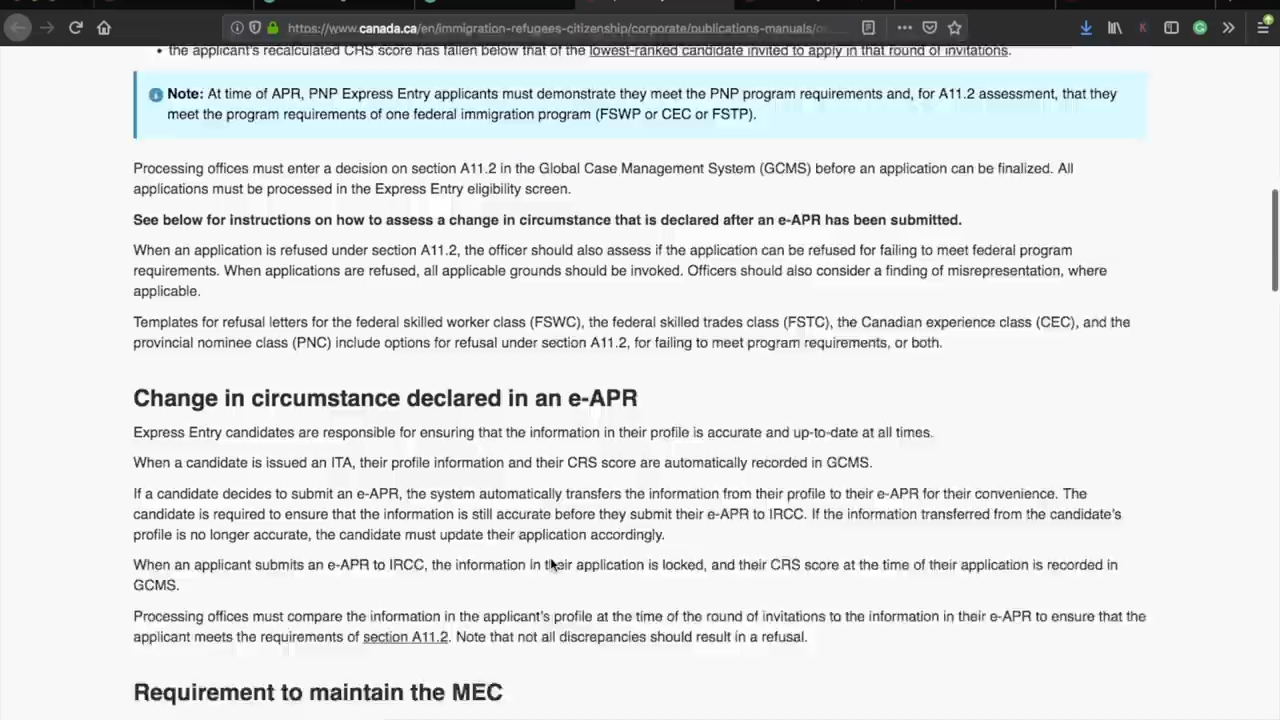 https://www.canada.ca/en/immigration-refugees-citizenship/corporate/publications-manuals/
• the applicant's recalculated CRS score has fallen below that of the lowest-ranked candidate invited to apply in that round of invitations.
Note: At time of APR, PNP Express Entry applicants must demonstrate they meet the PNP program requirements and, for A11.2 assessment, that they
meet the program requirements of one federal immigration program (FSWP or CEC or FSTP).
Processing offices must enter a decision on section A11.2 in the Global Case Management System (GCMS) before an application can be finalized. All
applications must be processed in the Express Entry eligibility screen.
See below for instructions on how to assess a change in circumstance that is declared after an e-APR has been submitted.
When an application is refused under section A11.2, the officer should also assess if the application can be refused for failing to meet federal program
requirements. When applications are refused, all applicable grounds should be invoked. Officers should also consider a finding of misrepresentation, where
applicable.
Templates for refusal letters for the federal skilled worker class (FSWC), the federal skilled trades class (FSTC), the Canadian experience class (CEC), and the
provincial nominee class (PNC) include options for refusal under section A11.2, for failing to meet program requirements, or both.
Change in circumstance declared in an e-APR
Express Entry candidates are responsible for ensuring that the information in their profile is accurate and up-to-date at all times.
When a candidate is issued an ITA, their profile information and their CRS score are automatically recorded in GCMS.
If a candidate decides to submit an e-APR, the system automatically transfers the information from their profile to their e-APR for their convenience. The
candidate is required to ensure that the information is still accurate before they submit their e-APR to IRCC. If the information transferred from the candidate's
profile is no longer accurate, the candidate must update their application accordingly.
When an applicant submits an e-APR to IRCC, the information in their application is locked, and their CRS score at the time of their application is recorded in
GCMS.
Processing offices must compare the information in the applicant's profile at the time of the round of invitations to the information in their e-APR to ensure that the
applicant meets the requirements of section A11.2. Note that not all discrepancies should result in a refusal.
Requirement to maintain the MEC